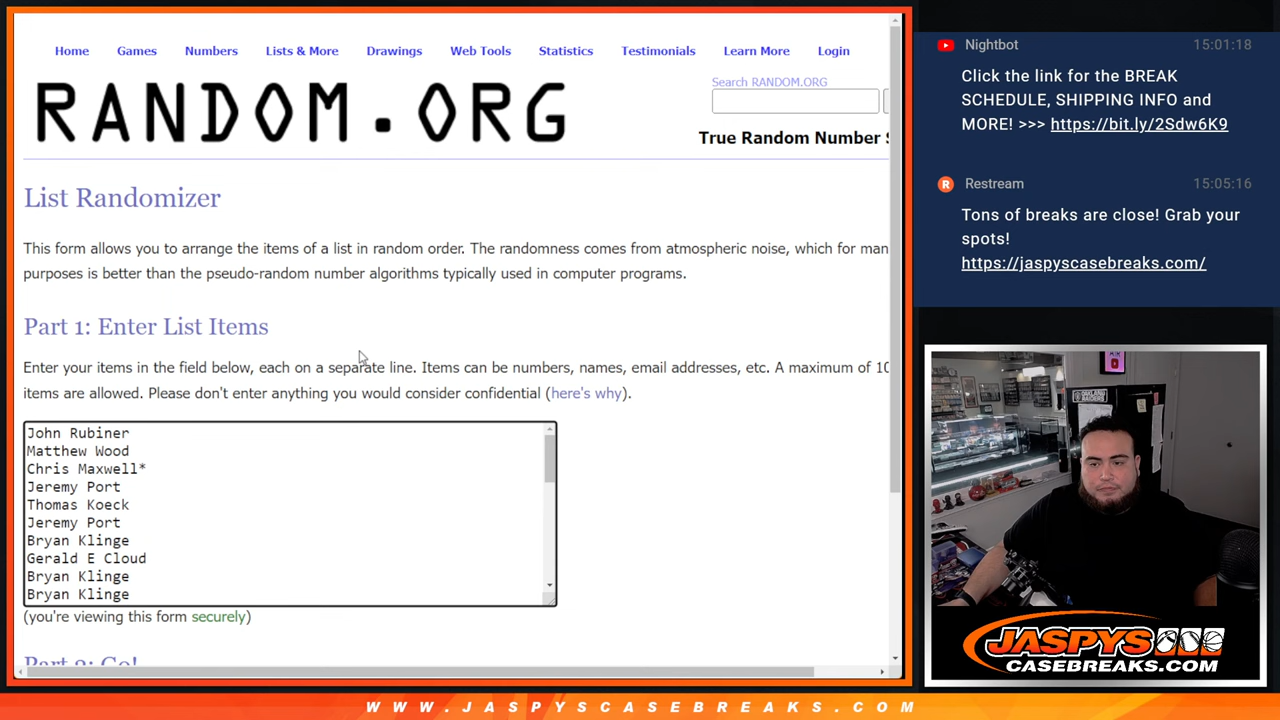 Home Games Numbers Lists & More Drawings Web Tools Statistics Testimonials Learn More Login
RANDOM.ORG
Search RANDOM.ORG
True Random Number S
List Randomizer
This form allows you to arrange the items of a list in random order. The randomness comes from atmospheric noise, which for man
purposes is better than the pseudo-random number algorithms typically used in computer programs.
Part 1: Enter List Items
Enter your items in the field below, each on a separate line. Items can be numbers, names, email addresses, etc. A maximum of 10
items are allowed. Please don't enter anything you would consider confidential (here's why).
John Rubiner
Matthew Wood
Chris Maxwell*
Jeremy Port
Thomas Koeck
Jeremy Port
Bryan Klinge
Gerald E Cloud
Bryan Klinge
Bryan Klinge
(you're viewing this form securely)
Part 2: Go!
Nightbot 15:01:18
Click the link for the BREAK
SCHEDULE, SHIPPING INFO and
MORE! >>> https://bit.ly/2Sdw6K9
Restream 15:05:16
Tons of breaks are close! Grab your
spots!
https://jaspyscasebreaks.com/
JASPYS
CASEBREAKS.COM
WWW.JASPYSCASEBREAKS.COM